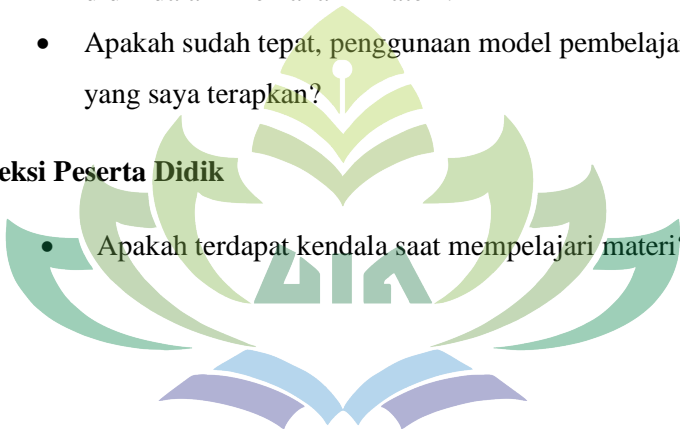 Apakah sudah tepat, penggunaan model pembelaja
yang saya terapkan?
eksi Peserta Didik
Apakah terdapat kendala saat mempelajari materi?